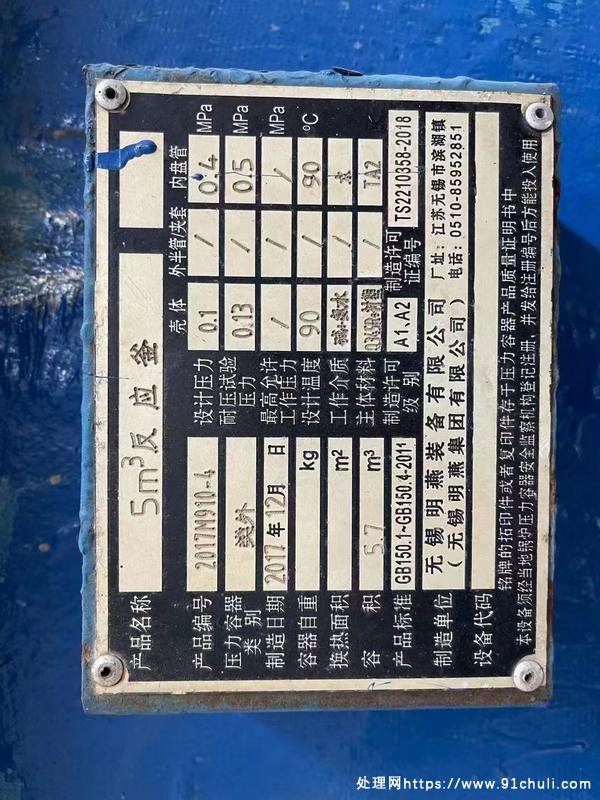 产品名称 5m³反应釜
产品编号 2017M910-4
压力容器类别 类外
制造日期 2017年12月 日
容器自重 kg
换热面积 m²
容 积 5.7 m³
产品标准 GB150.1~GB150.4-2011
制造单位 无锡明燕装备有限公司
(无锡明燕集团有限公司)
设备代码
壳体 外半管/夹套 内盘管
设计压力 0.1 / 0.4 MPa
耐压试验压力 0.13 / 0.5 MPa
最高允许工作压力 / / / MPa
设计温度 90 / 90 °C
工作介质 碱+氨水 / 水
主体材料 / TA2
制造许可级别 A1、A2 制造许可证编号 TS2210358-2018
厂址:江苏无锡市滨湖镇
电话:0510-85952851
铭牌的拓印件或者复印件存于压力容器产品质量证明书中
本设备须经当地锅炉压力容器安全监察机构登记注册,并发给注册编号后方能投入使用
处理网https://www.91chuli.com/